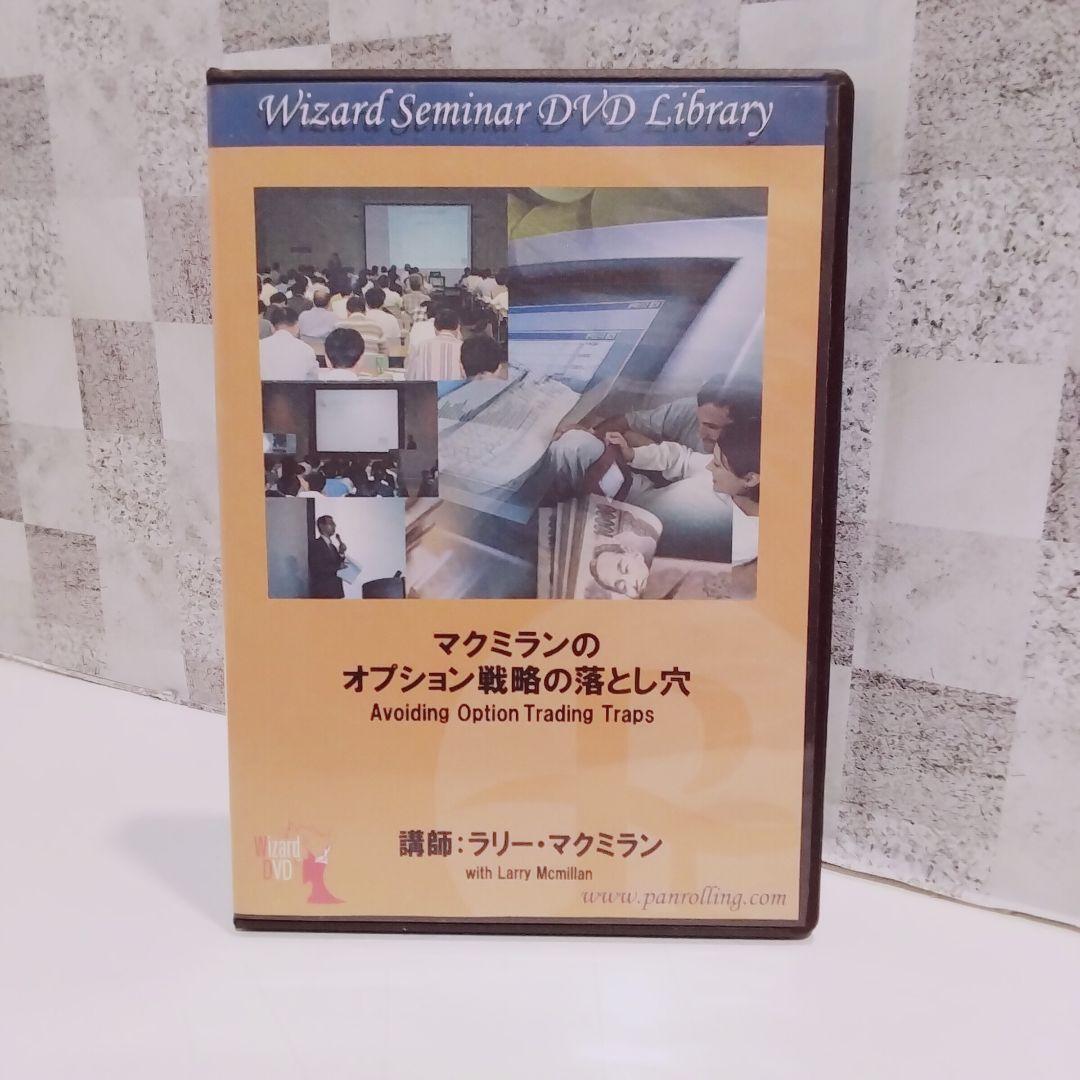 Wizard Seminar DVD Library
マクミランの
オプション戦略の落とし穴
Avoiding Option Trading Traps
講師:ラリー・マクミラン
with Larry Mcmillan
Wizard
DVD
www.panrolling.com